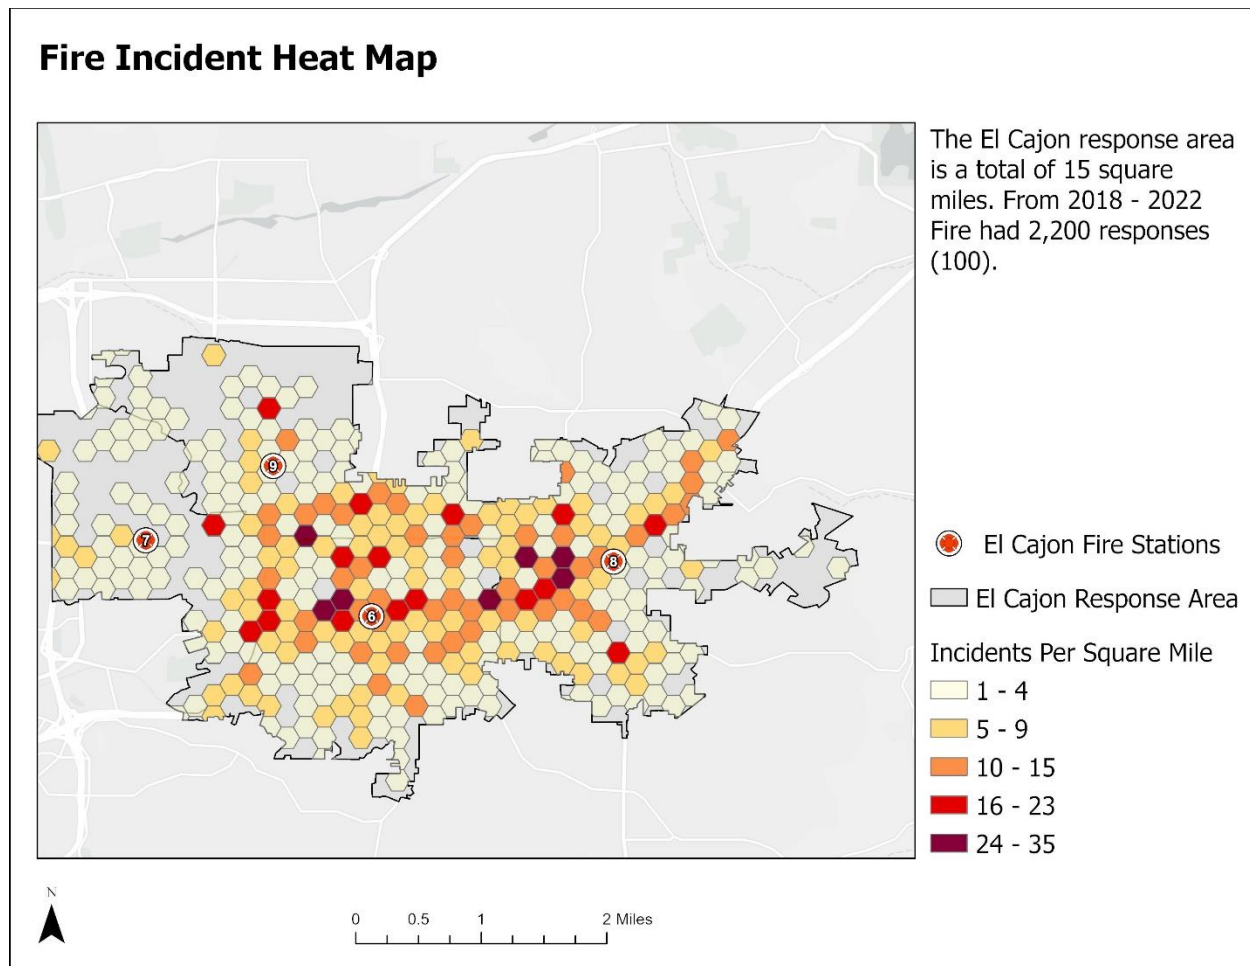 Fire Incident Heat Map
The El Cajon response area
is a total of 15 square
miles. From 2018 - 2022
Fire had 2,200 responses
(100).
9
7
8
6
El Cajon Fire Stations
El Cajon Response Area
Incidents Per Square Mile
1 - 4
5 - 9
10 - 15
16 - 23
24 - 35
N
0 0.5 1 2 Miles